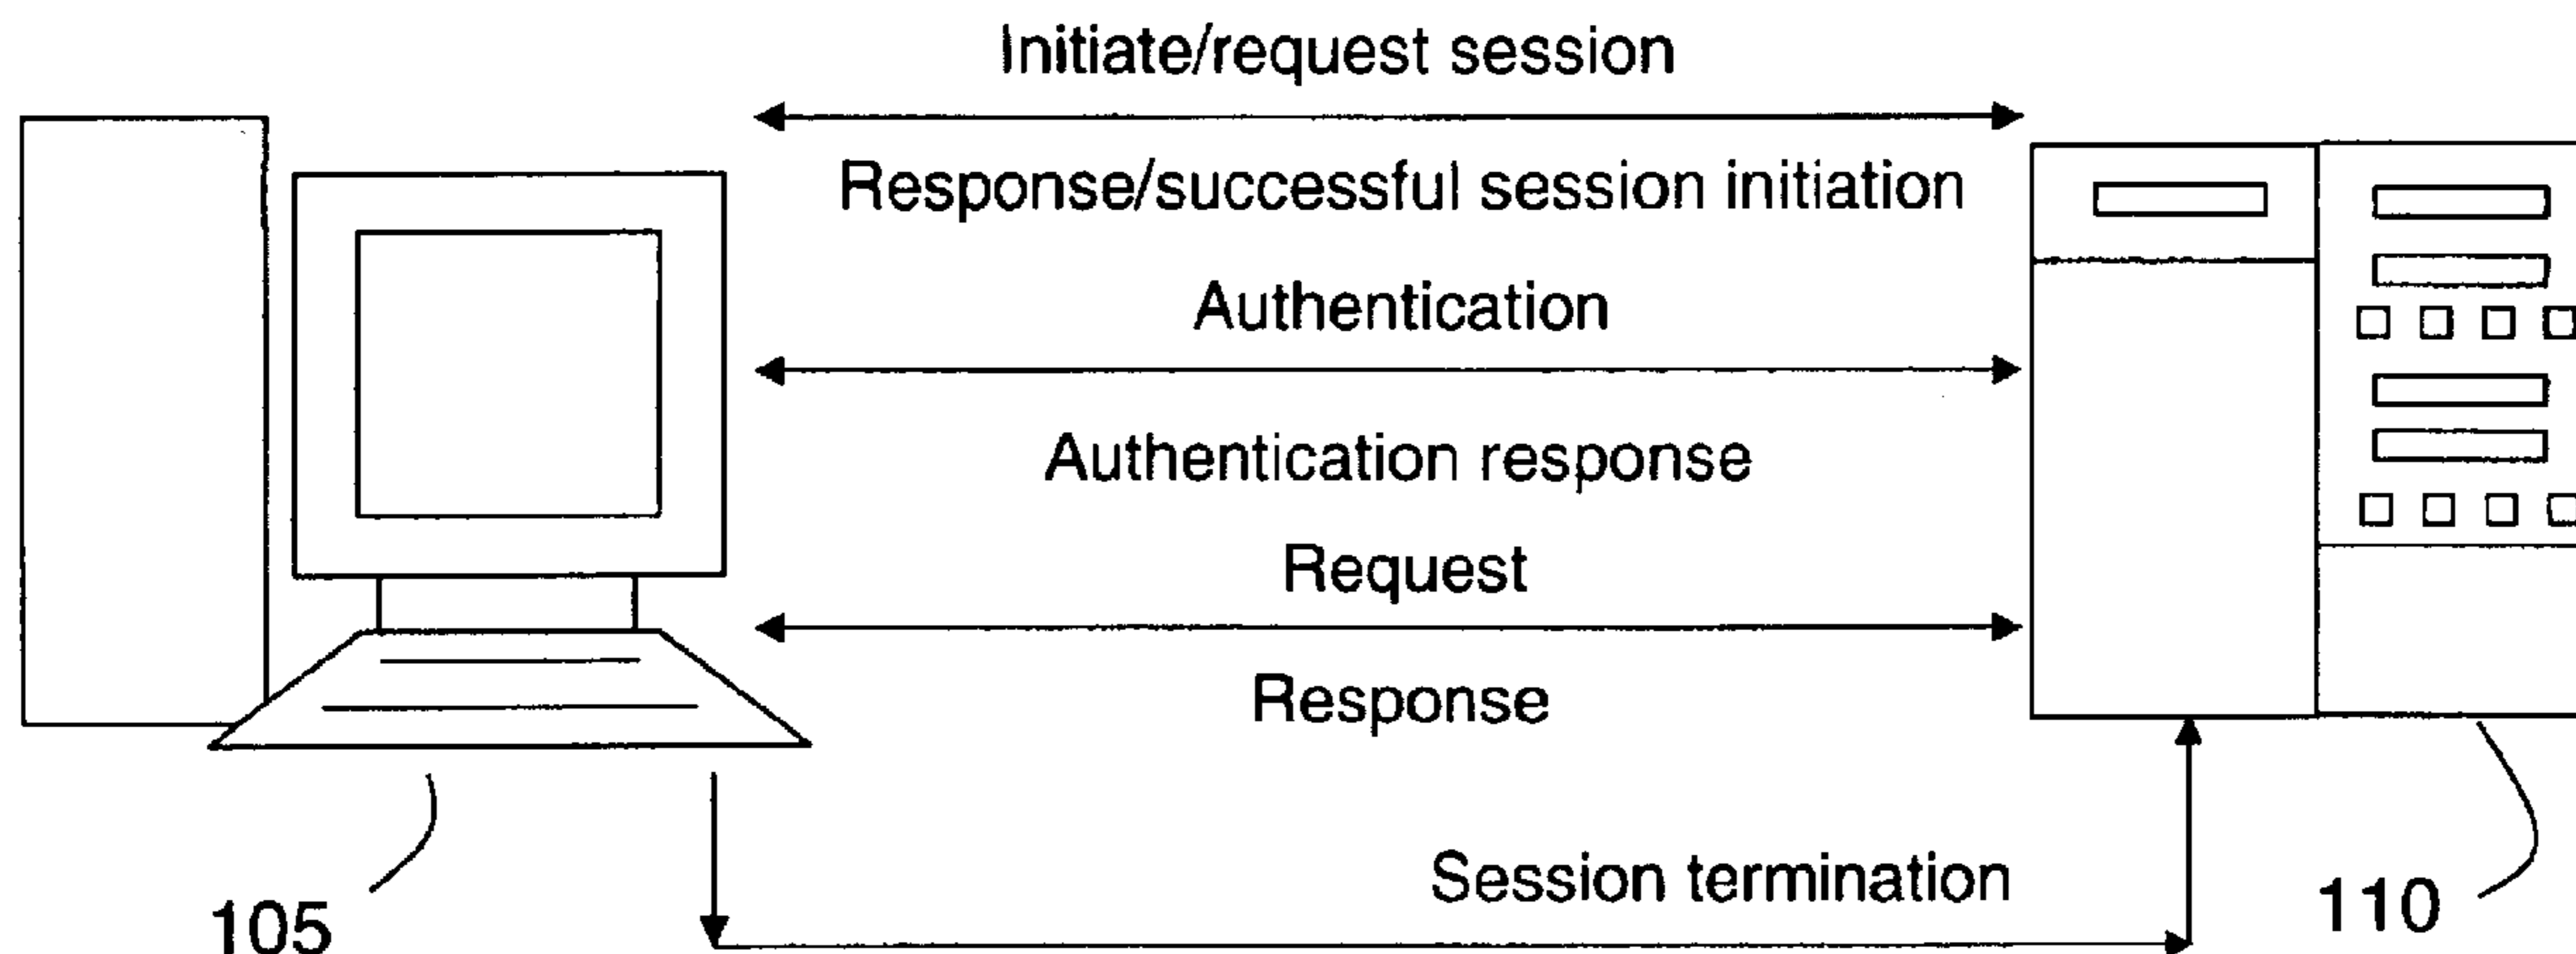 Initiate/request session
Response/successful session initiation
Authentication
Authentication response
Request
Response
Session termination
105
110